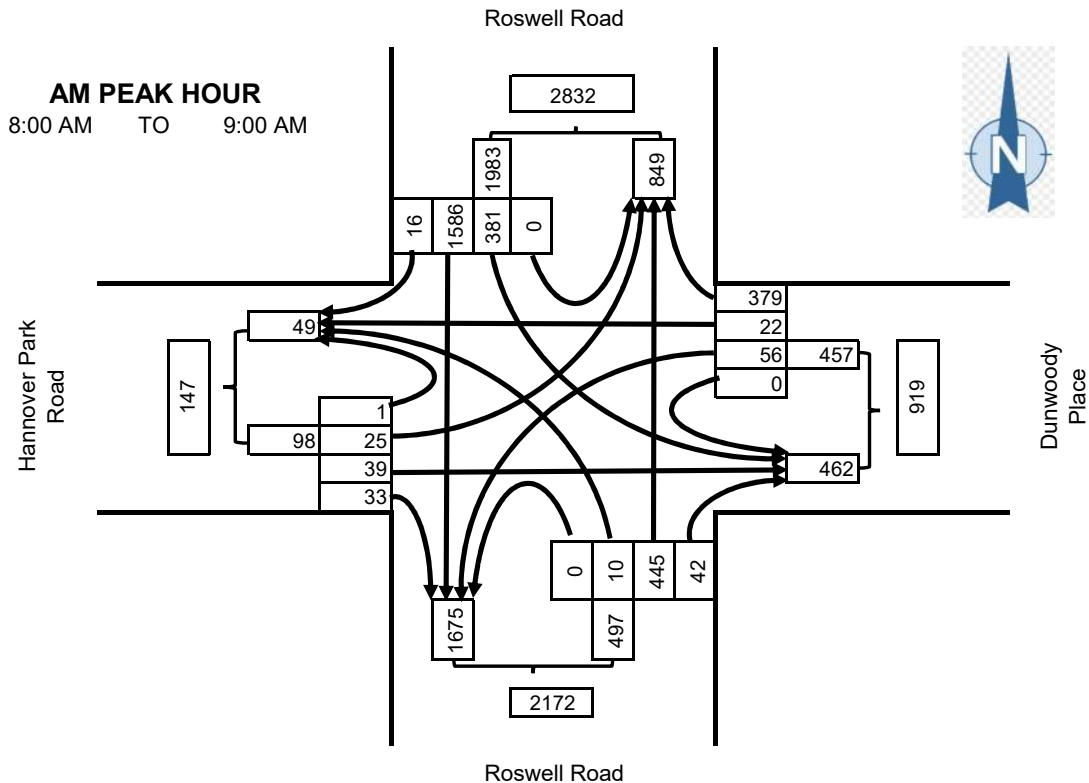 Roswell Road
AM PEAK HOUR
8:00 AM TO 9:00 AM
2832
1983
849
16 1586 381 0
N
379
22
56 457
0
919
462
Dunwoody
Place
49
147
1
98 25
39
33
Hannover Park
Road
0 10 445 42
1675
497
2172
Roswell Road